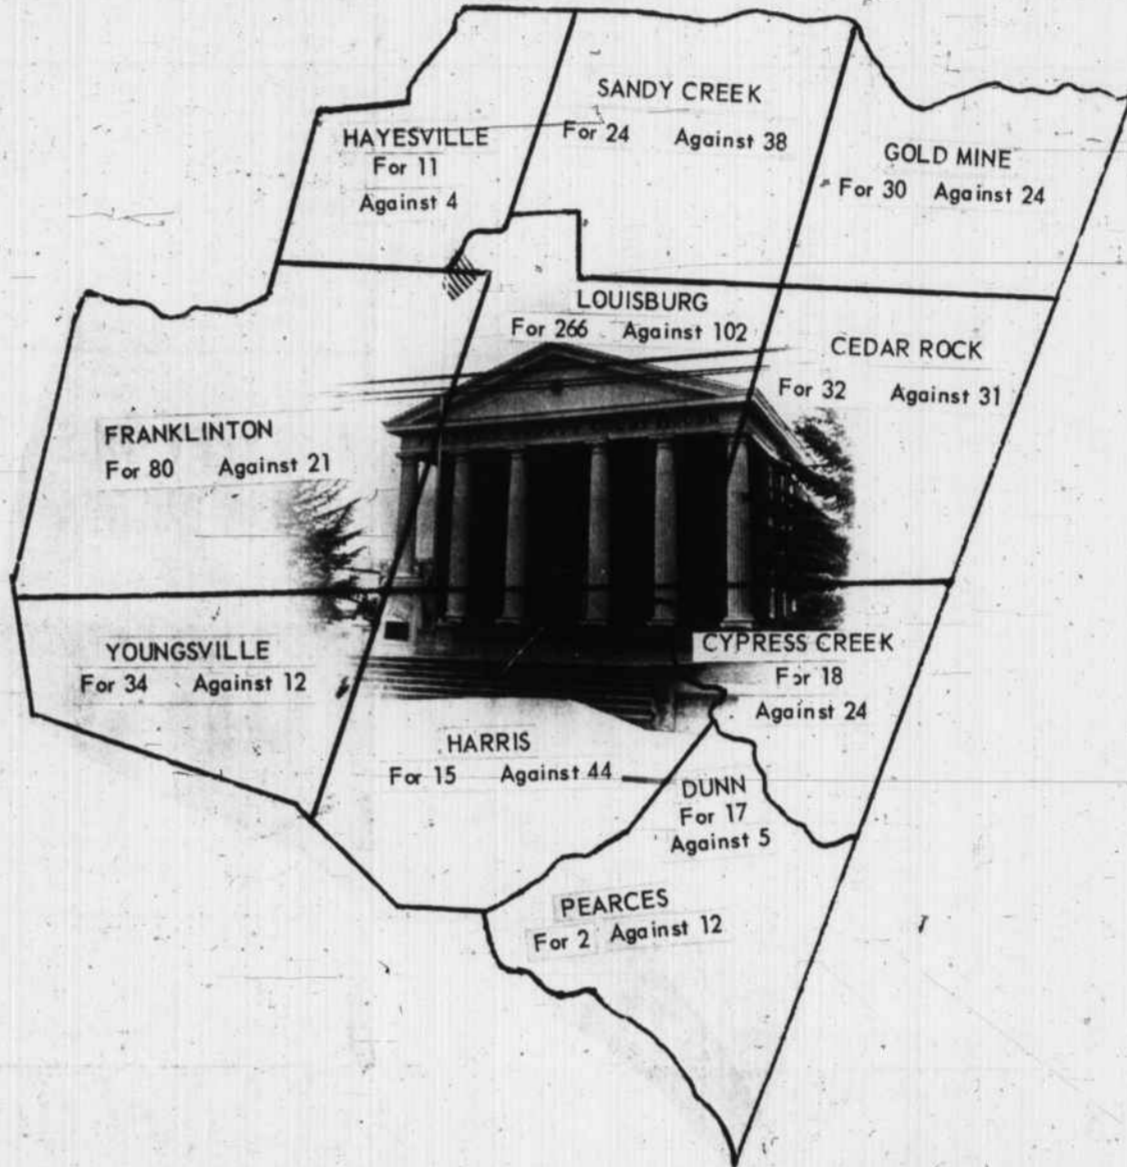 SANDY CREEK
For 24 Against 38
HAYESVILLE
For 11
Against 4
GOLD MINE
For 30 Against 24
LOUISBURG
For 266 Against 102
CEDAR ROCK
For 32 Against 31
FRANKLINTON
For 80 Against 21
YOUNGSVILLE
For 34 Against 12
CYPRESS CREEK
For 18
Against 24
HARRIS
For 15 Against 44
DUNN
For 17
Against 5
PEARCES
For 2 Against 12